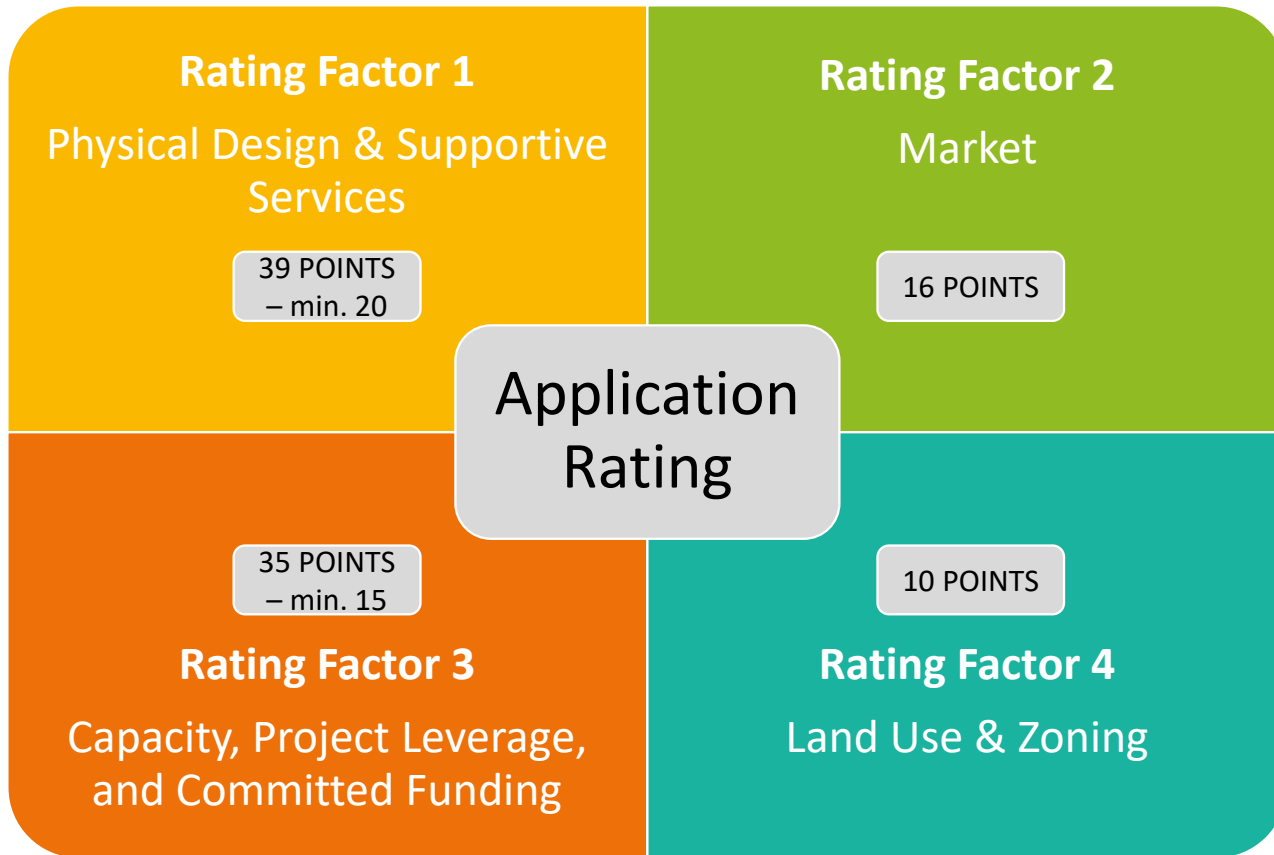 Rating Factor 1
Physical Design & Supportive
Services
39 POINTS
– min. 20
Rating Factor 2
Market
16 POINTS
Application
Rating
35 POINTS
– min. 15
Rating Factor 3
Capacity, Project Leverage,
and Committed Funding
10 POINTS
Rating Factor 4
Land Use & Zoning